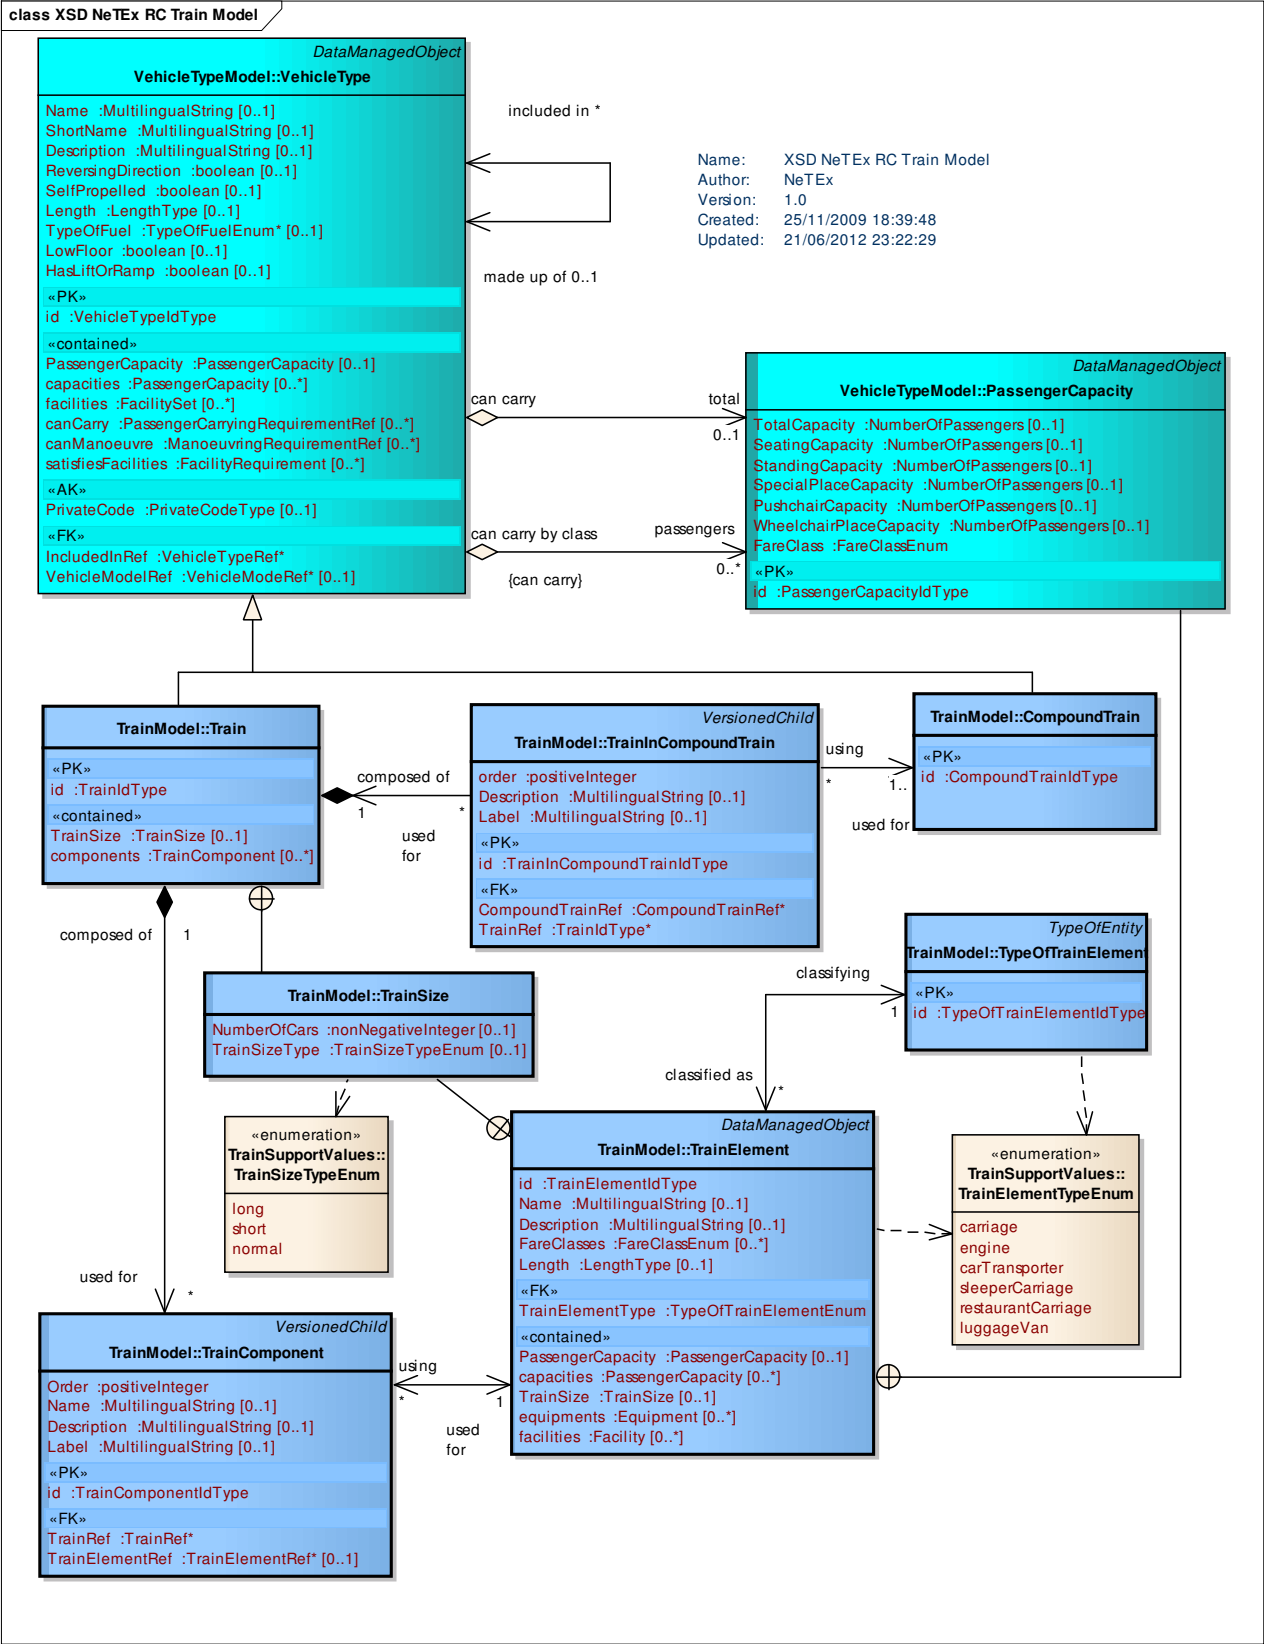 class XSD NeTEx RC Train Model
DataManagedObject
VehicleTypeModel::VehicleType
Name :MultilingualString [0..1]
ShortName :MultilingualString [0..1]
Description :MultilingualString [0..1]
ReversingDirection :boolean [0..1]
SelfPropelled :boolean [0..1]
Length :LengthType [0..1]
TypeOfFuel :TypeOfFuelEnum* [0..1]
LowFloor :boolean [0..1]
HasLiftOrRamp :boolean [0..1]
«PK»
id :VehicleTypeIdType
«contained»
PassengerCapacity :PassengerCapacity [0..1]
capacities :PassengerCapacity [0..*]
facilities :FacilitySet [0..*]
canCarry :PassengerCarryingRequirementRef [0..*]
canManoeuvre :ManoeuvringRequirementRef [0..*]
satisfiesFacilities :FacilityRequirement [0..*]
«AK»
PrivateCode :PrivateCodeType [0..1]
«FK»
IncludedInRef :VehicleTypeRef*
VehicleModelRef :VehicleModeRef* [0..1]
included in *
made up of 0..1
Name: XSD NeTEx RC Train Model
Author: NeTEx
Version: 1.0
Created: 25/11/2009 18:39:48
Updated: 21/06/2012 23:22:29
can carry
total
0..1
can carry by class
passengers
0..*
{can carry}
DataManagedObject
VehicleTypeModel::PassengerCapacity
TotalCapacity :NumberOfPassengers [0..1]
SeatingCapacity :NumberOfPassengers [0..1]
StandingCapacity :NumberOfPassengers [0..1]
SpecialPlaceCapacity :NumberOfPassengers [0..1]
PushchairCapacity :NumberOfPassengers [0..1]
WheelchairPlaceCapacity :NumberOfPassengers [0..1]
FareClass :FareClassEnum
«PK»
id :PassengerCapacityIdType
TrainModel::Train
«PK»
id :TrainIdType
«contained»
TrainSize :TrainSize [0..1]
components :TrainComponent [0..*]
composed of
1
*
used
for
VersionedChild
TrainModel::TrainInCompoundTrain
order :positiveInteger
Description :MultilingualString [0..1]
Label :MultilingualString [0..1]
«PK»
id :TrainInCompoundTrainIdType
«FK»
CompoundTrainRef :CompoundTrainRef*
TrainRef :TrainIdType*
using
*
1..
used for
TrainModel::CompoundTrain
«PK»
id :CompoundTrainIdType
composed of
1
used for
*
TrainModel::TrainSize
NumberOfCars :nonNegativeInteger [0..1]
TrainSizeType :TrainSizeTypeEnum [0..1]
classifying
1
classified as
*
TypeOfEntity
TrainModel::TypeOfTrainElement
«PK»
id :TypeOfTrainElementIdType
«enumeration»
TrainSupportValues::
TrainSizeTypeEnum
long
short
normal
DataManagedObject
TrainModel::TrainElement
id :TrainElementIdType
Name :MultilingualString [0..1]
Description :MultilingualString [0..1]
FareClasses :FareClassEnum [0..*]
Length :LengthType [0..1]
«FK»
TrainElementType :TypeOfTrainElementEnum
«contained»
PassengerCapacity :PassengerCapacity [0..1]
capacities :PassengerCapacity [0..*]
TrainSize :TrainSize [0..1]
equipments :Equipment [0..*]
facilities :Facility [0..*]
«enumeration»
TrainSupportValues::
TrainElementTypeEnum
carriage
engine
carTransporter
sleeperCarriage
restaurantCarriage
luggageVan
VersionedChild
TrainModel::TrainComponent
Order :positiveInteger
Name :MultilingualString [0..1]
Description :MultilingualString [0..1]
Label :MultilingualString [0..1]
«PK»
id :TrainComponentIdType
«FK»
TrainRef :TrainRef*
TrainElementRef :TrainElementRef* [0..1]
using
*
1
used
for